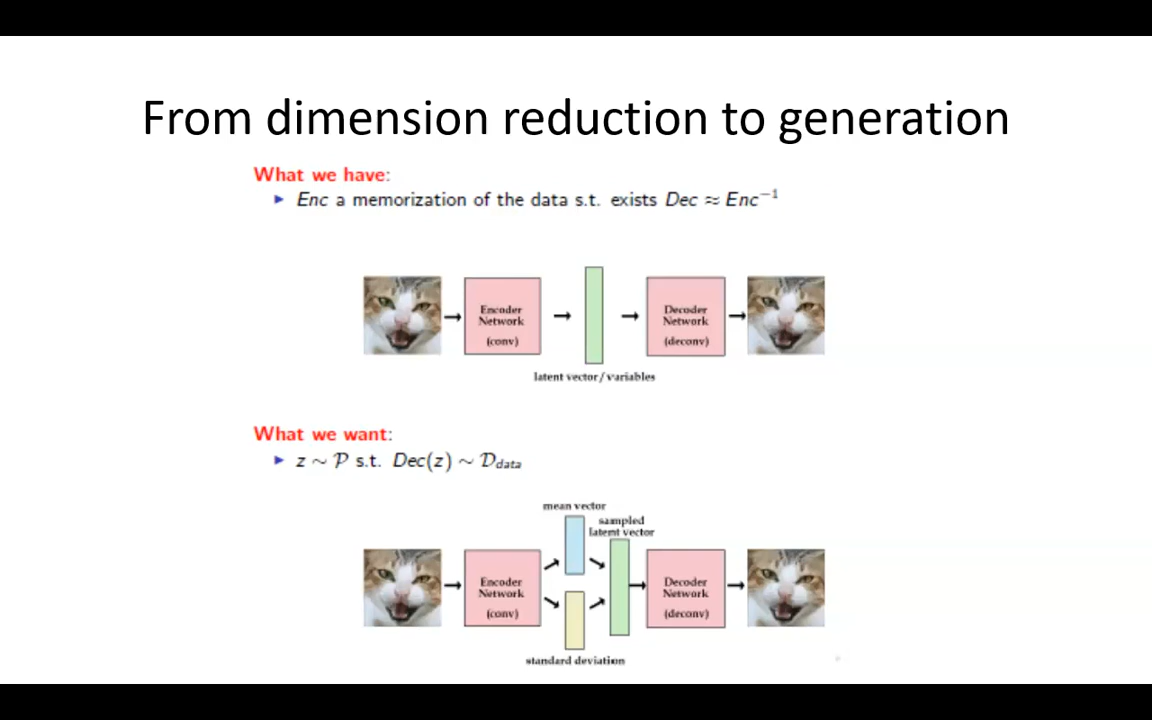 From dimension reduction to generation
What we have:
► Enc a memorization of the data s.t. exists Dec ≈ Enc⁻¹
Encoder
Network
(conv)
Decoder
Network
(deconv)
latent vector/variables
What we want:
► z ∼ 𝒫 s.t. Dec(z) ∼ 𝒟data
mean vector
sampled
latent vector
Encoder
Network
(conv)
Decoder
Network
(deconv)
standard deviation